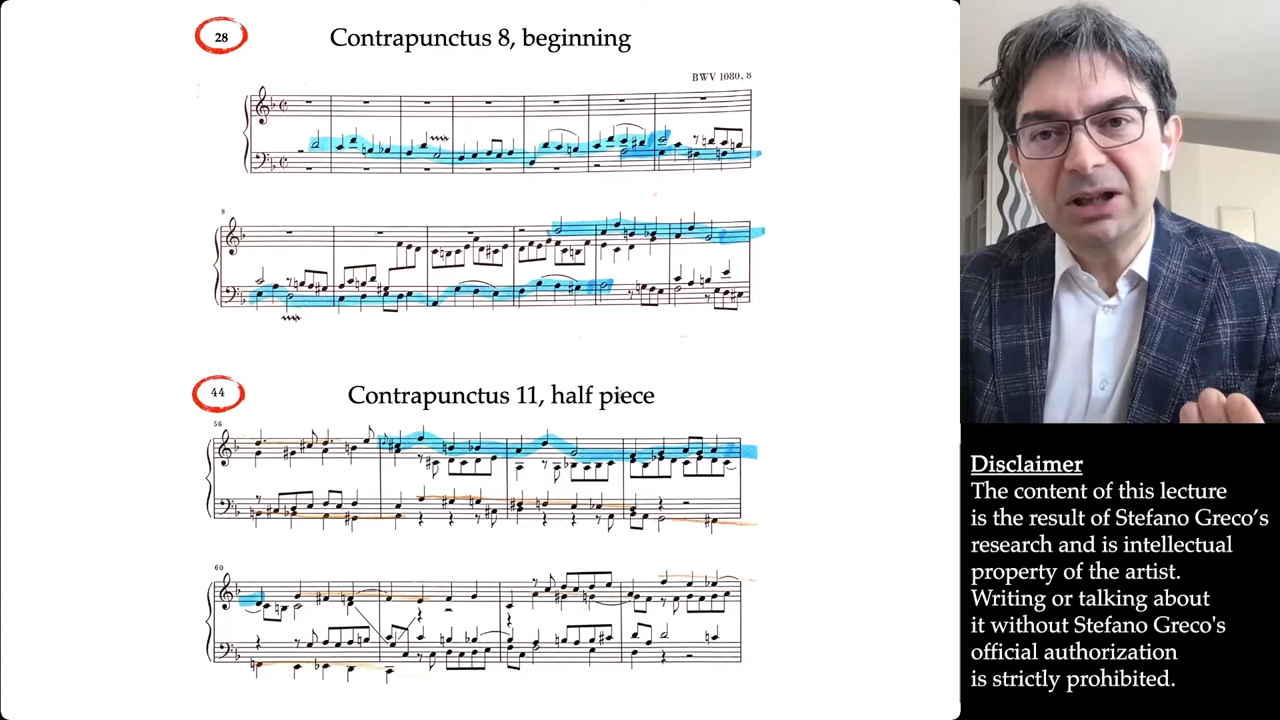 28
Contrapunctus 8, beginning
BWV 1080, 8
8
44
Contrapunctus 11, half piece
56
60
Disclaimer
The content of this lecture
is the result of Stefano Greco's
research and is intellectual
property of the artist.
Writing or talking about
it without Stefano Greco's
official authorization
is strictly prohibited.